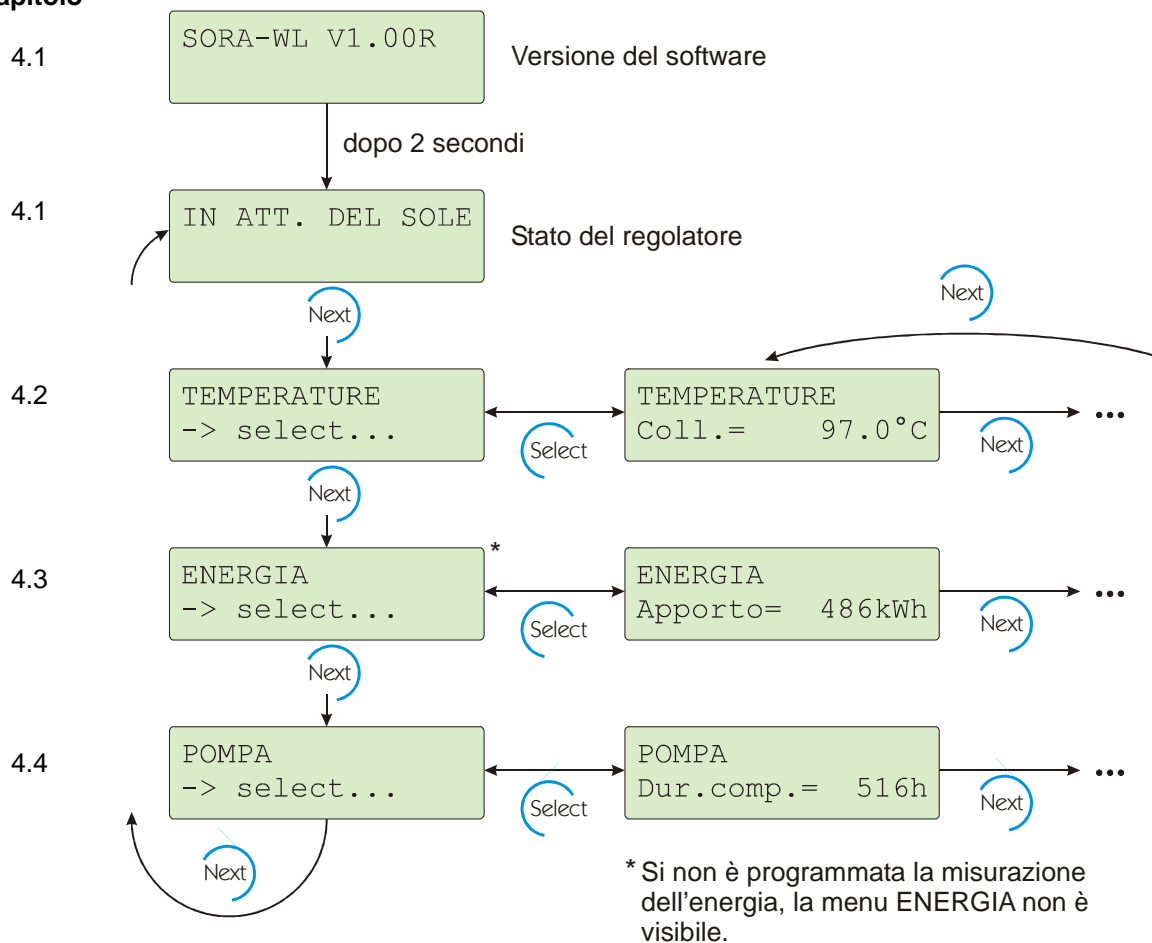 4.1
SORA-WL V1.00R
Versione del software
dopo 2 secondi
4.1
IN ATT. DEL SOLE
Stato del regolatore
Next
Next
4.2
TEMPERATURE
-> select...
Select
TEMPERATURE
Coll.= 97.0°C
Next
...
Next
4.3
ENERGIA
-> select...
*
Select
ENERGIA
Apporto= 486kWh
Next
...
Next
4.4
POMPA
-> select...
Select
POMPA
Dur.comp.= 516h
Next
...
Next
* Si non è programmata la misurazione
dell'energia, la menu ENERGIA non è
visibile.